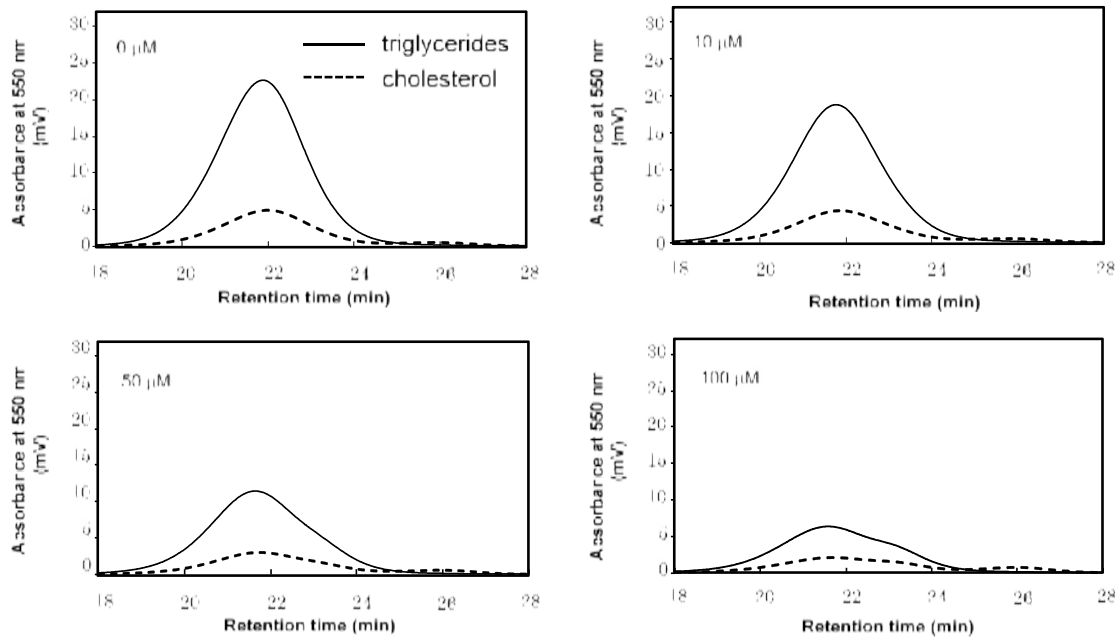 0 μM
triglycerides
cholesterol
Absorbance at 550 nm
(mV)
30
25
20
15
10
5
0
18 20 22 24 26 28
Retention time (min)
10 μM
Absorbance at 550 nm
(mV)
30
25
20
15
10
5
0
18 20 22 24 26 28
Retention time (min)
50 μM
Absorbance at 550 nm
(mV)
30
25
20
15
10
5
0
18 20 22 24 26 28
Retention time (min)
100 μM
Absorbance at 550 nm
(mV)
30
25
20
15
10
5
0
18 20 22 24 26 28
Retention time (min)